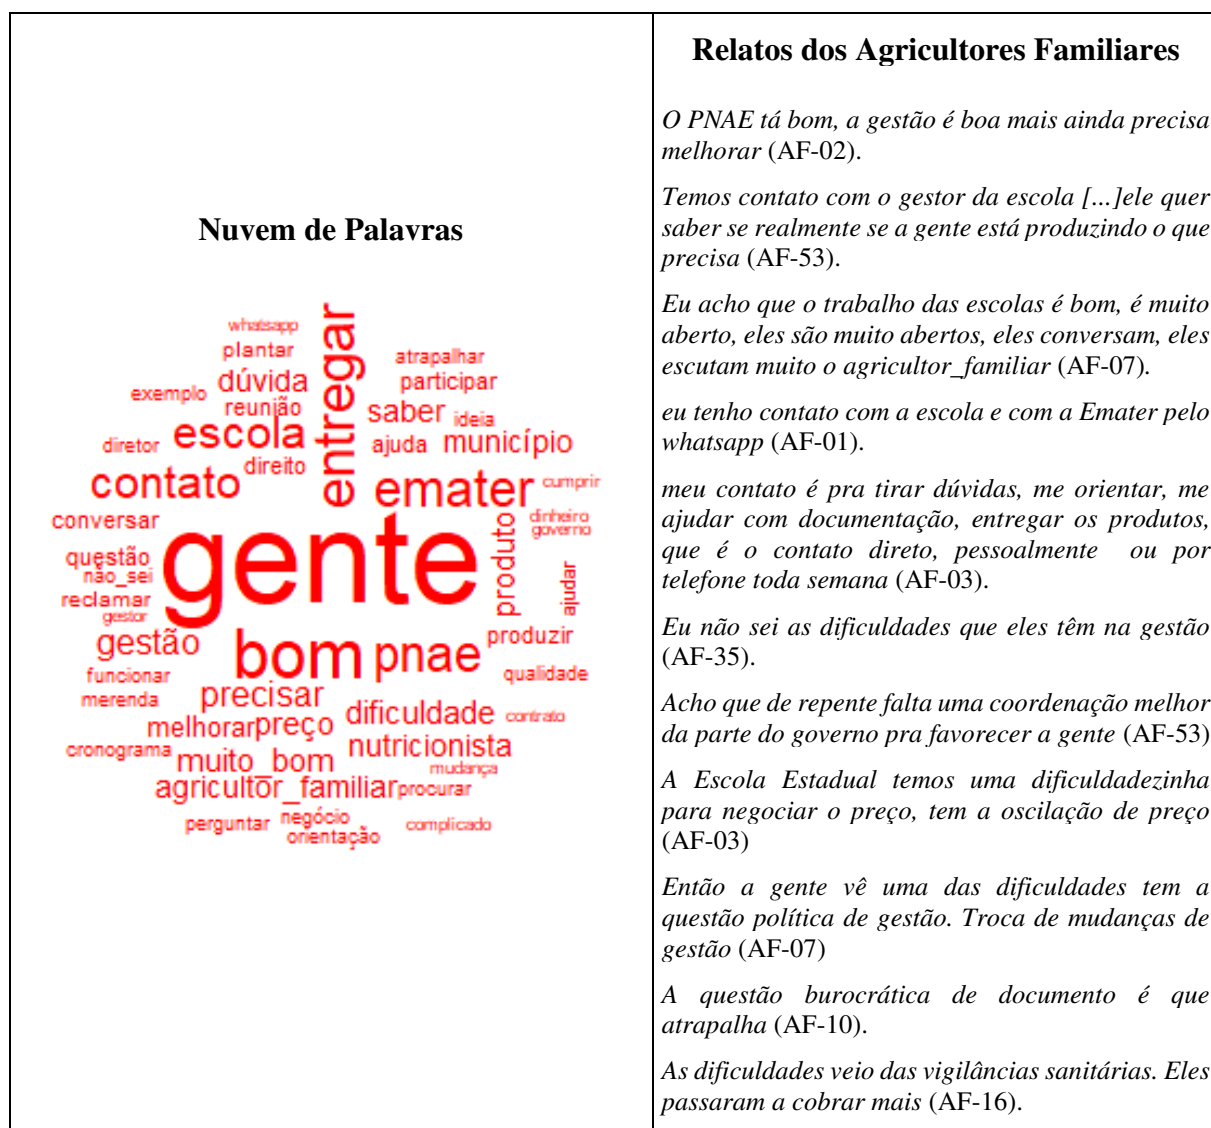 Nuvem de Palavras
whatsapp
plantar
entregar
atrapalhar
exemplo
dúvida
participar
reunião
saber
ideia
diretor
escola
ajuda
município
direito
contato
emater
cumprir
conversar
produto
dinheiro
governo
questão
não_sei
gente
ajudar
reclamar
gestor
gestão
bom
pnae
produzir
funcionar
qualidade
merenda
precisar
dificuldade
contrato
melhorar
preço
cronograma
muito_bom
nutricionista
mudança
agricultor_familiar
procurar
perguntar
negócio
complicado
orientação
Relatos dos Agricultores Familiares
O PNAE tá bom, a gestão é boa mais ainda precisa
melhorar (AF-02).
Temos contato com o gestor da escola [...]ele quer
saber se realmente se a gente está produzindo o que
precisa (AF-53).
Eu acho que o trabalho das escolas é bom, é muito
aberto, eles são muito abertos, eles conversam, eles
escutam muito o agricultor_familiar (AF-07).
eu tenho contato com a escola e com a Emater pelo
whatsapp (AF-01).
meu contato é pra tirar dúvidas, me orientar, me
ajudar com documentação, entregar os produtos,
que é o contato direto, pessoalmente ou por
telefone toda semana (AF-03).
Eu não sei as dificuldades que eles têm na gestão
(AF-35).
Acho que de repente falta uma coordenação melhor
da parte do governo pra favorecer a gente (AF-53)
A Escola Estadual temos uma dificuldadezinha
para negociar o preço, tem a oscilação de preço
(AF-03)
Então a gente vê uma das dificuldades tem a
questão política de gestão. Troca de mudanças de
gestão (AF-07)
A questão burocrática de documento é que
atrapalha (AF-10).
As dificuldades veio das vigilâncias sanitárias. Eles
passaram a cobrar mais (AF-16).